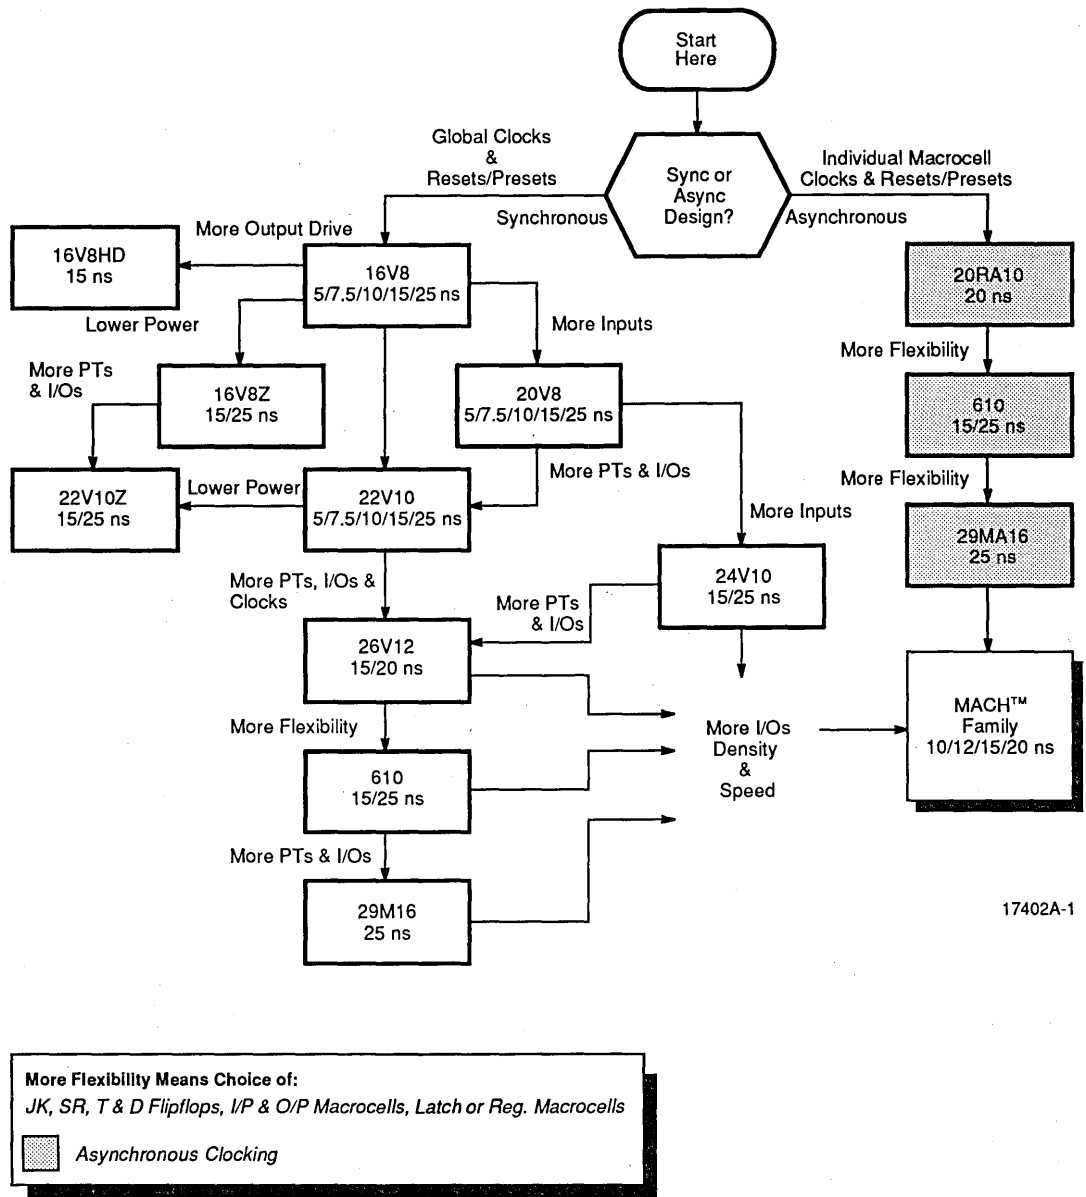 Start
Here
Global Clocks
&
Resets/Presets
Sync or
Async
Design?
Individual Macrocell
Clocks & Resets/Presets
Synchronous
Asynchronous
More Output Drive
16V8HD
15 ns
16V8
5/7.5/10/15/25 ns
20RA10
20 ns
Lower Power
More Inputs
More Flexibility
More PTs
& I/Os
16V8Z
15/25 ns
20V8
5/7.5/10/15/25 ns
610
15/25 ns
More PTs & I/Os
More Flexibility
22V10Z
15/25 ns
Lower Power
22V10
5/7.5/10/15/25 ns
More Inputs
29MA16
25 ns
More PTs, I/Os &
Clocks
24V10
15/25 ns
More PTs
& I/Os
26V12
15/20 ns
More Flexibility
More I/Os
Density
&
Speed
MACH™
Family
10/12/15/20 ns
610
15/25 ns
More PTs & I/Os
29M16
25 ns
17402A-1
More Flexibility Means Choice of:
JK, SR, T & D Flipflops, I/P & O/P Macrocells, Latch or Reg. Macrocells
Asynchronous Clocking